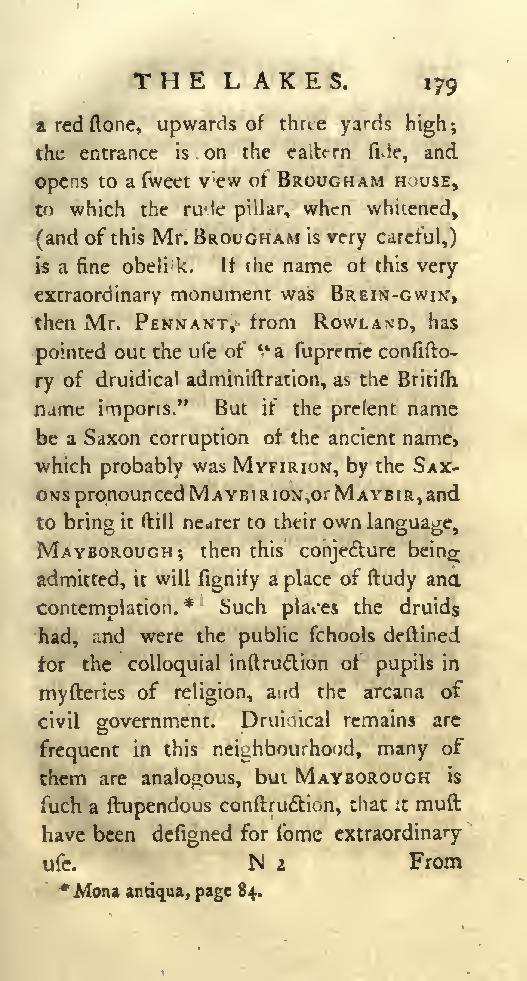 THE LAKES. 179
a red ſtone, upwards of three yards high;
the entrance is on the eaſtern ſide, and
opens to a ſweet view of BROUGHAM HOUSE,
to which the rude pillar, when whitened,
(and of this Mr. BROUGHAM is very careful,)
is a fine obeliſk. If the name of this very
extraordinary monument was BREIN-GWIN,
then Mr. PENNANT, from ROWLAND, has
pointed out the uſe of "a ſupreme conſiſto-
ry of druidical adminiſtration, as the Britiſh
name imports." But if the preſent name
be a Saxon corruption of the ancient name,
which probably was MYFIRION, by the SAX-
ONS pronounced MAYBIRION, or MAYBIR, and
to bring it ſtill nearer to their own language,
MAYBOROUGH; then this conjecture being
admitted, it will ſignify a place of ſtudy and
contemplation.* Such places the druids
had, and were the public ſchools deſtined
for the colloquial inſtruction of pupils in
myſteries of religion, and the arcana of
civil government. Druidical remains are
frequent in this neighbourhood, many of
them are analogous, but MAYBOROUGH is
ſuch a ſtupendous conſtruction, that it muſt
have been deſigned for ſome extraordinary
uſe. N 2 From
*Mona antiqua, page 84.